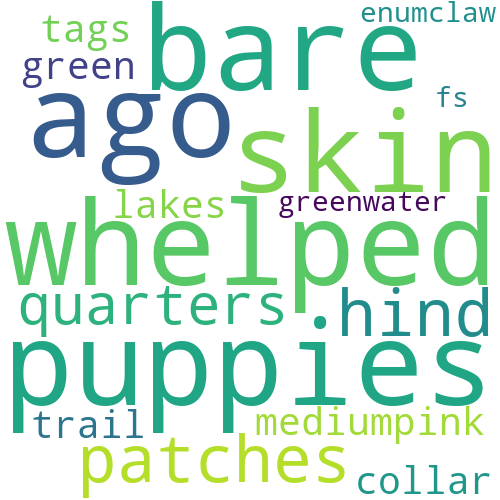 enumclaw
tags bare
green fs
ago skin
lakes greenwater
whelped
quarters hind
puppies
trail mediumpink
patches collar